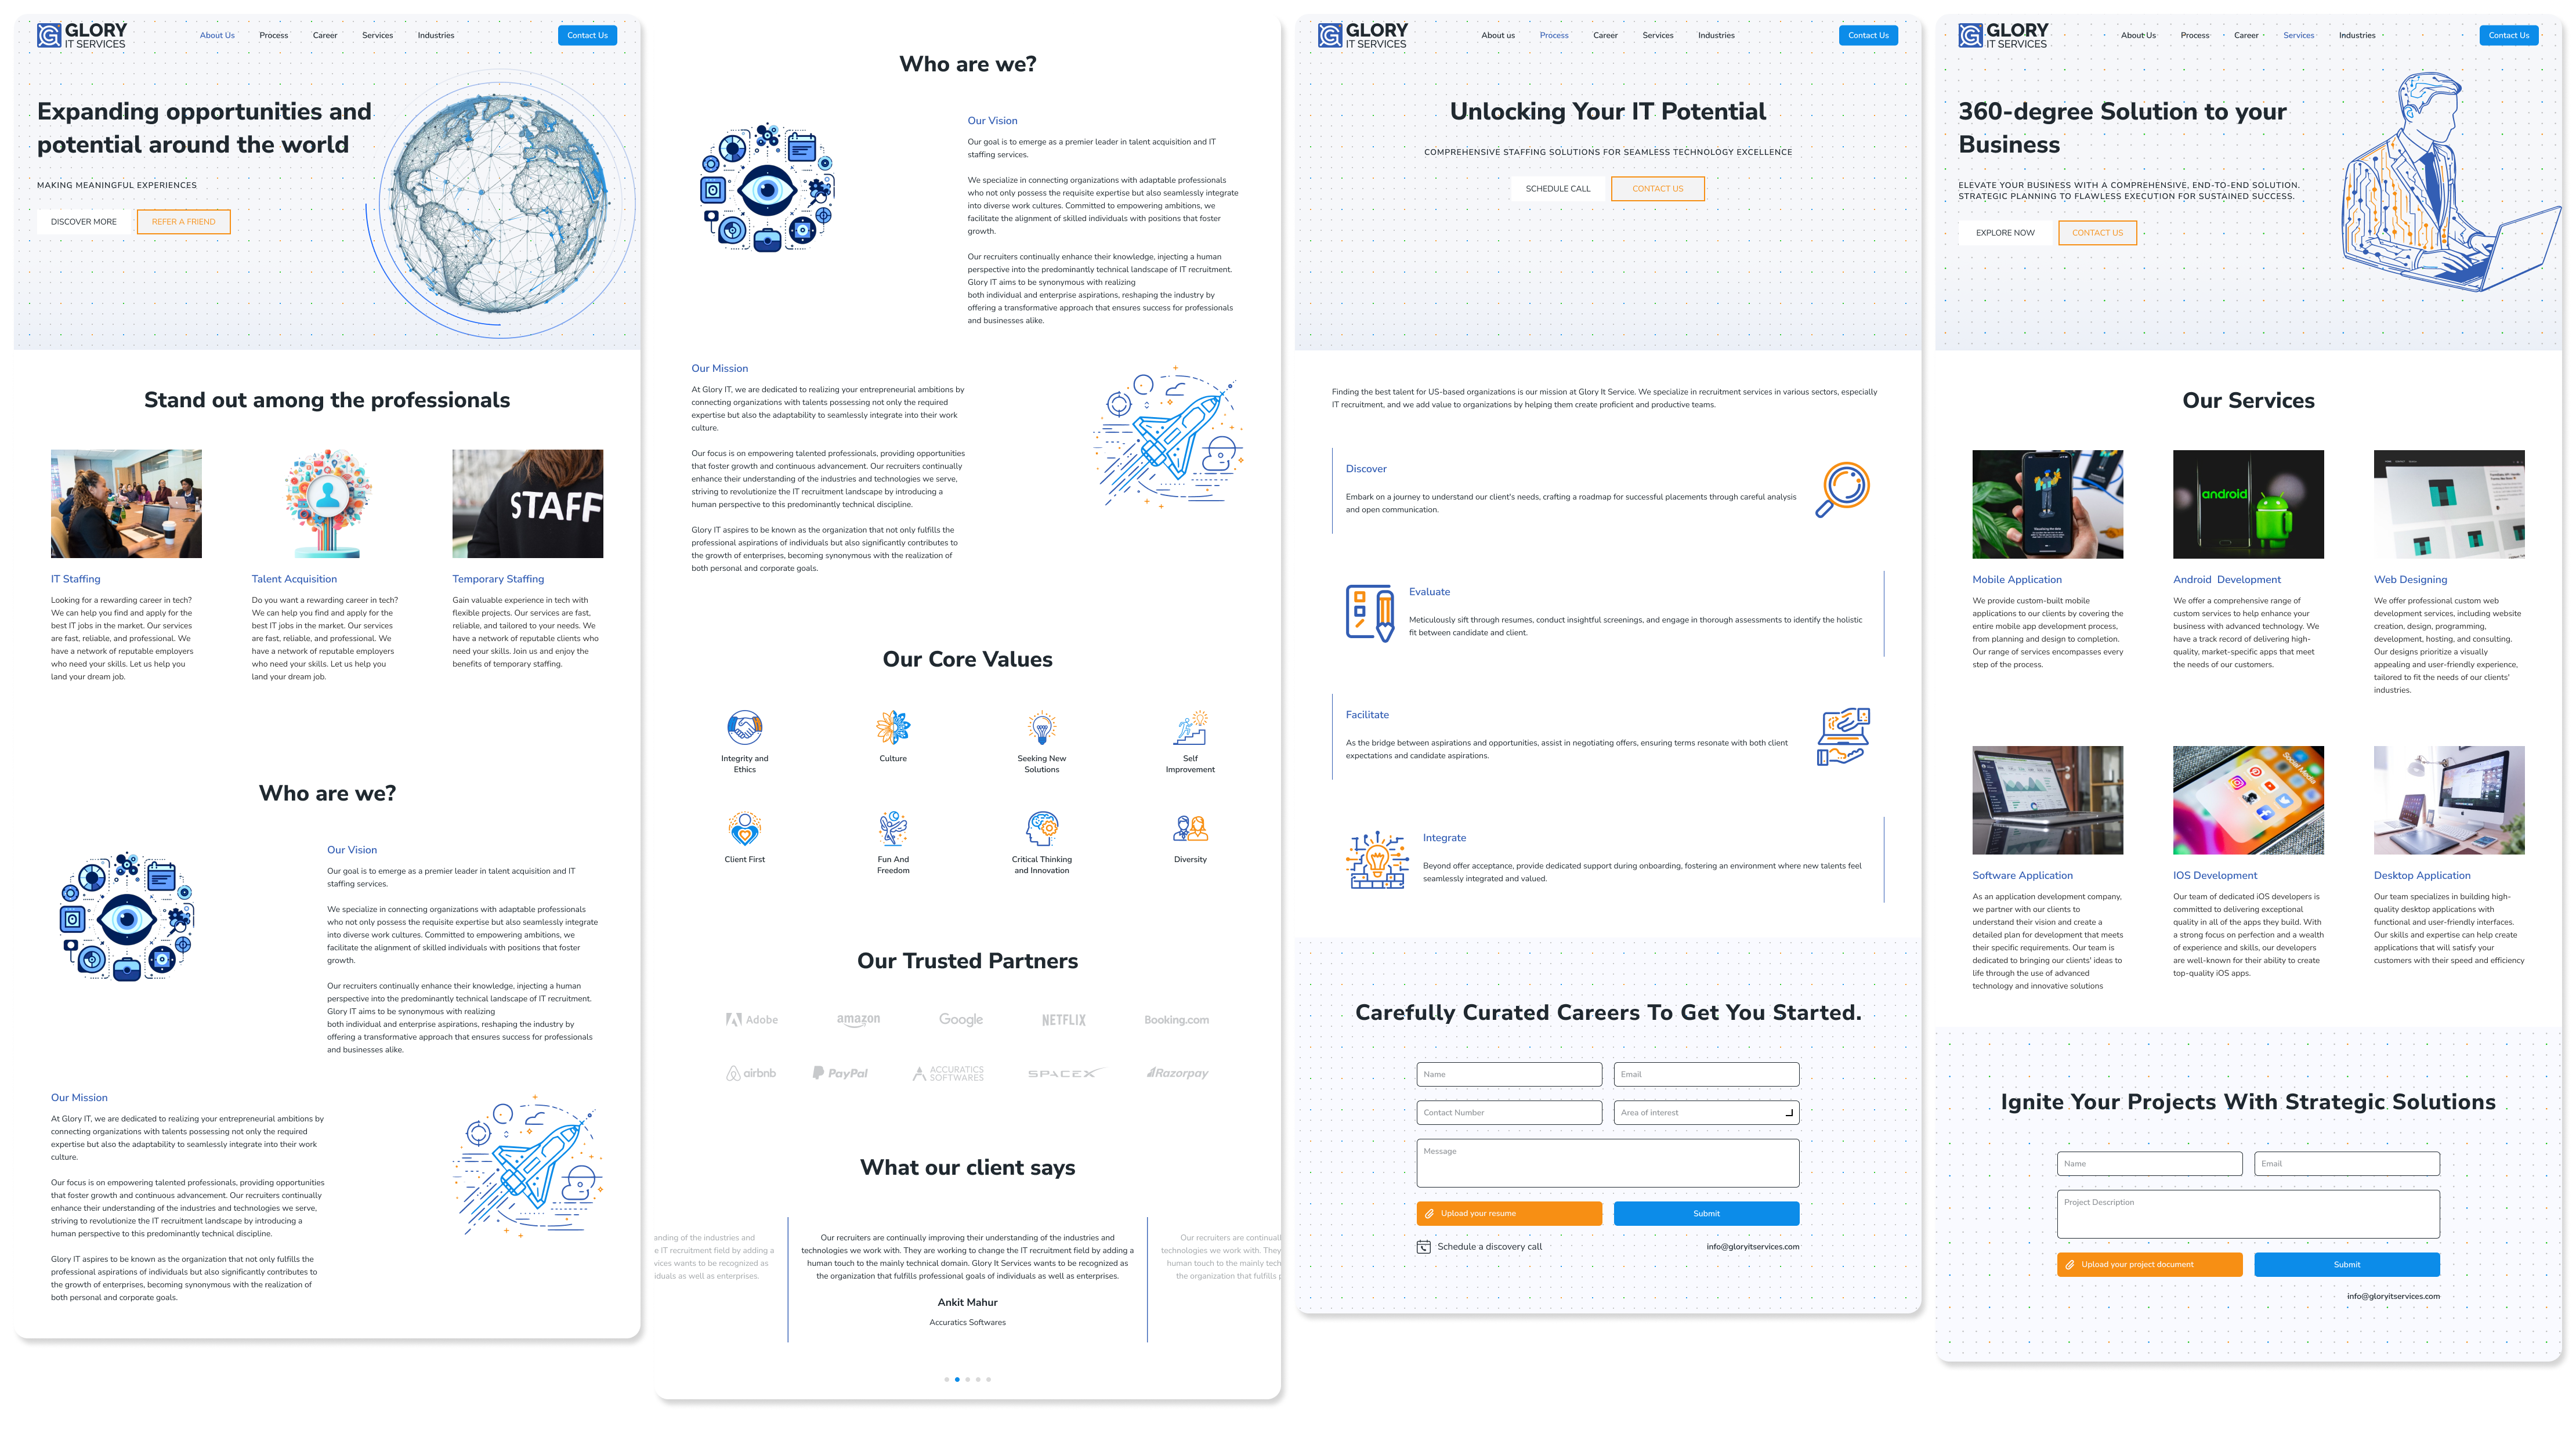 GLORY
IT SERVICES
About Us
Process
Career
Services
Industries
Contact Us
Expanding opportunities and
potential around the world
MAKING MEANINGFUL EXPERIENCES
DISCOVER MORE
REFER A FRIEND
Stand out among the professionals
STAFF
IT Staffing
Looking for a rewarding career in tech?
We can help you find and apply for the
best IT jobs in the market. Our services
are fast, reliable, and professional. We
have a network of reputable employers
who need your skills. Let us help you
land your dream job.
Talent Acquisition
Do you want a rewarding career in tech?
We can help you find and apply for the
best IT jobs in the market. Our services
are fast, reliable, and professional. We
have a network of reputable employers
who need your skills. Let us help you
land your dream job.
Temporary Staffing
Gain valuable experience in tech with
flexible projects. Our services are fast,
reliable, and tailored to your needs. We
have a network of reputable clients who
need your skills. Join us and enjoy the
benefits of temporary staffing.
Who are we?
Our Vision
Our goal is to emerge as a premier leader in talent acquisition and IT
staffing services.
We specialize in connecting organizations with adaptable professionals
who not only possess the requisite expertise but also seamlessly integrate
into diverse work cultures. Committed to empowering ambitions, we
facilitate the alignment of skilled individuals with positions that foster
growth.
Our recruiters continually enhance their knowledge, injecting a human
perspective into the predominantly technical landscape of IT recruitment.
Glory IT aims to be synonymous with realizing
both individual and enterprise aspirations, reshaping the industry by
offering a transformative approach that ensures success for professionals
and businesses alike.
Our Mission
At Glory IT, we are dedicated to realizing your entrepreneurial ambitions by
connecting organizations with talents possessing not only the required
expertise but also the adaptability to seamlessly integrate into their work
culture.
Our focus is on empowering talented professionals, providing opportunities
that foster growth and continuous advancement. Our recruiters continually
enhance their understanding of the industries and technologies we serve,
striving to revolutionize the IT recruitment landscape by introducing a
human perspective to this predominantly technical discipline.
Glory IT aspires to be known as the organization that not only fulfills the
professional aspirations of individuals but also significantly contributes to
the growth of enterprises, becoming synonymous with the realization of
both personal and corporate goals.
Who are we?
Our Vision
Our goal is to emerge as a premier leader in talent acquisition and IT
staffing services.
We specialize in connecting organizations with adaptable professionals
who not only possess the requisite expertise but also seamlessly integrate
into diverse work cultures. Committed to empowering ambitions, we
facilitate the alignment of skilled individuals with positions that foster
growth.
Our recruiters continually enhance their knowledge, injecting a human
perspective into the predominantly technical landscape of IT recruitment.
Glory IT aims to be synonymous with realizing
both individual and enterprise aspirations, reshaping the industry by
offering a transformative approach that ensures success for professionals
and businesses alike.
Our Mission
At Glory IT, we are dedicated to realizing your entrepreneurial ambitions by
connecting organizations with talents possessing not only the required
expertise but also the adaptability to seamlessly integrate into their work
culture.
Our focus is on empowering talented professionals, providing opportunities
that foster growth and continuous advancement. Our recruiters continually
enhance their understanding of the industries and technologies we serve,
striving to revolutionize the IT recruitment landscape by introducing a
human perspective to this predominantly technical discipline.
Glory IT aspires to be known as the organization that not only fulfills the
professional aspirations of individuals but also significantly contributes to
the growth of enterprises, becoming synonymous with the realization of
both personal and corporate goals.
Our Core Values
Integrity and
Ethics
Culture
Seeking New
Solutions
Self
Improvement
Client First
Fun And
Freedom
Critical Thinking
and Innovation
Diversity
Our Trusted Partners
Adobe
amazon
Google
NETFLIX
Booking.com
airbnb
PayPal
ACCURATICS
SOFTWARES
SPACEX
Razorpay
What our client says
anding of the industries and
e IT recruitment field by adding a
vices wants to be recognized as
iduals as well as enterprises.
Our recruiters are continually improving their understanding of the industries and
technologies we work with. They are working to change the IT recruitment field by adding a
human touch to the mainly technical domain. Glory It Services wants to be recognized as
the organization that fulfills professional goals of individuals as well as enterprises.
Ankit Mahur
Accuratics Softwares
Our recruiters are continuall
technologies we work with. They
human touch to the mainly tech
the organization that fulfills p
GLORY
IT SERVICES
About us
Process
Career
Services
Industries
Contact Us
Unlocking Your IT Potential
COMPREHENSIVE STAFFING SOLUTIONS FOR SEAMLESS TECHNOLOGY EXCELLENCE
SCHEDULE CALL
CONTACT US
Finding the best talent for US-based organizations is our mission at Glory It Service. We specialize in recruitment services in various sectors, especially
IT recruitment, and we add value to organizations by helping them create proficient and productive teams.
Discover
Embark on a journey to understand our client's needs, crafting a roadmap for successful placements through careful analysis
and open communication.
Evaluate
Meticulously sift through resumes, conduct insightful screenings, and engage in thorough assessments to identify the holistic
fit between candidate and client.
Facilitate
As the bridge between aspirations and opportunities, assist in negotiating offers, ensuring terms resonate with both client
expectations and candidate aspirations.
Integrate
Beyond offer acceptance, provide dedicated support during onboarding, fostering an environment where new talents feel
seamlessly integrated and valued.
Carefully Curated Careers To Get You Started.
Name
Email
Contact Number
Area of interest
Message
Upload your resume
Submit
Schedule a discovery call
info@gloryitservices.com
GLORY
IT SERVICES
About Us
Process
Career
Services
Industries
Contact Us
360-degree Solution to your
Business
ELEVATE YOUR BUSINESS WITH A COMPREHENSIVE, END-TO-END SOLUTION.
STRATEGIC PLANNING TO FLAWLESS EXECUTION FOR SUSTAINED SUCCESS.
EXPLORE NOW
CONTACT US
Our Services
android
Mobile Application
We provide custom-built mobile
applications to our clients by covering the
entire mobile app development process,
from planning and design to completion.
Our range of services encompasses every
step of the process.
Android Development
We offer a comprehensive range of
custom services to help enhance your
business with advanced technology. We
have a track record of delivering high-
quality, market-specific apps that meet
the needs of our customers.
Web Designing
We offer professional custom web
development services, including website
creation, design, programming,
development, hosting, and consulting.
Our designs prioritize a visually
appealing and user-friendly experience,
tailored to fit the needs of our clients'
industries.
Social Media
Software Application
As an application development company,
we partner with our clients to
understand their vision and create a
detailed plan for development that meets
their specific requirements. Our team is
dedicated to bringing our clients' ideas to
life through the use of advanced
technology and innovative solutions
IOS Development
Our team of dedicated iOS developers is
committed to delivering exceptional
quality in all of the apps they build. With
a strong focus on perfection and a wealth
of experience and skills, our developers
are well-known for their ability to create
top-quality iOS apps.
Desktop Application
Our team specializes in building high-
quality desktop applications with
functional and user-friendly interfaces.
Our skills and expertise can help create
applications that will satisfy your
customers with their speed and efficiency
Ignite Your Projects With Strategic Solutions
Name
Email
Project Description
Upload your project document
Submit
info@gloryitservices.com